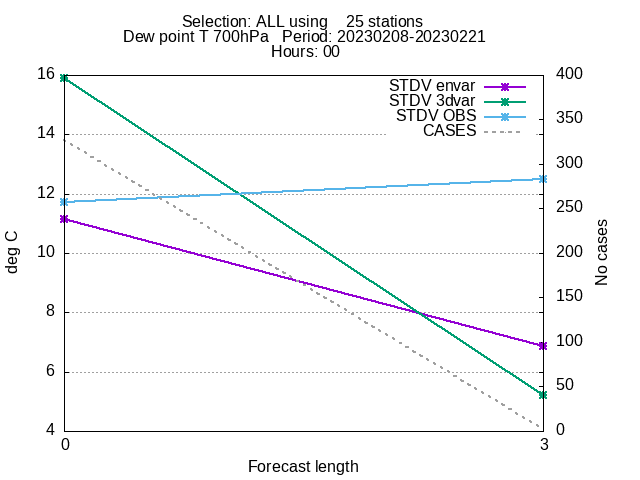 Selection: ALL using    25 stations
Dew point T 700hPa   Period: 20230208-20230221
Hours: 00
16
400
STDV envar
STDV 3dvar
350
STDV OBS
14
CASES
300
12
250
deg C
10
200
No cases
8
150
100
6
50
4
0
0
3
Forecast length